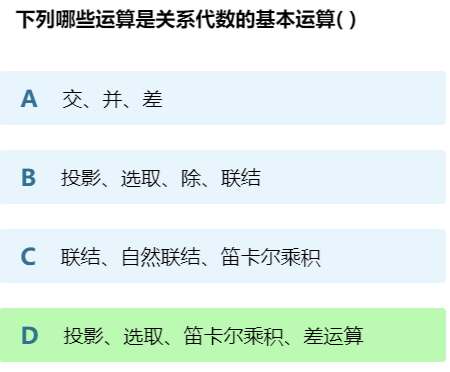 下列哪些运算是关系代数的基本运算( )
A 交、并、差
B 投影、选取、除、联结
C 联结、自然联结、笛卡尔乘积
D 投影、选取、笛卡尔乘积、差运算